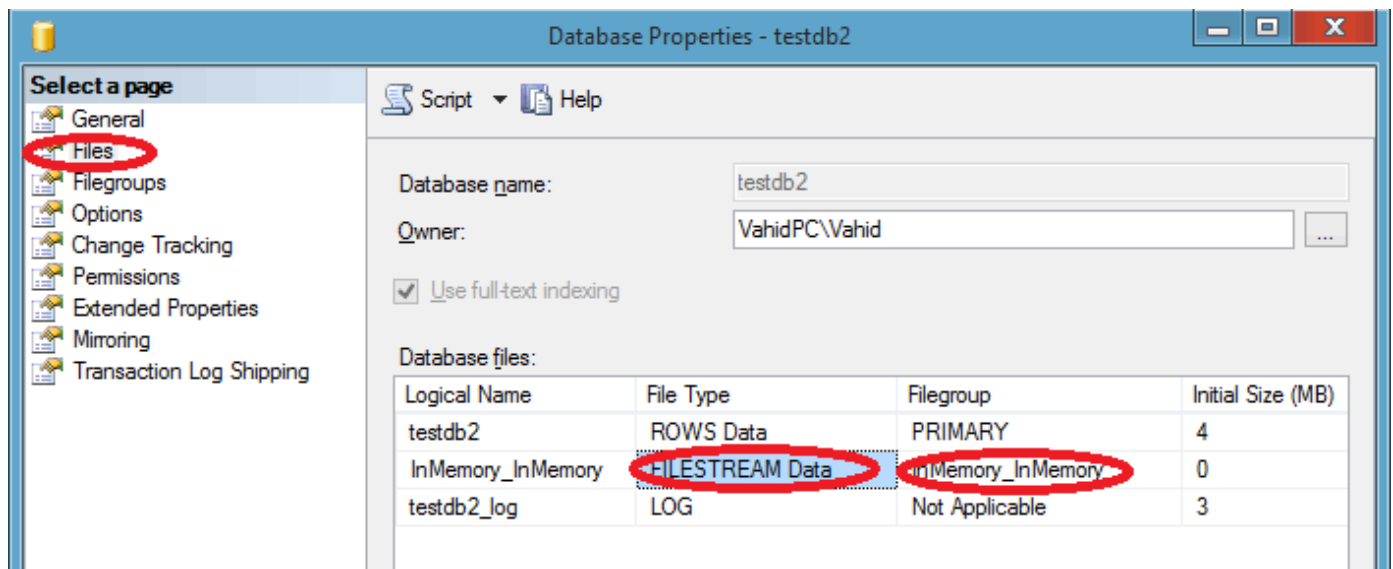 Database Properties - testdb2
X
Select a page
General
Files
Filegroups
Options
Change Tracking
Permissions
Extended Properties
Mirroring
Transaction Log Shipping
Script Help
Database name: testdb2
Owner: VahidPC\Vahid ...
Use full-text indexing
Database files:
Logical Name File Type Filegroup Initial Size (MB)
testdb2 ROWS Data PRIMARY 4
InMemory_InMemory FILESTREAM Data InMemory_InMemory 0
testdb2_log LOG Not Applicable 3